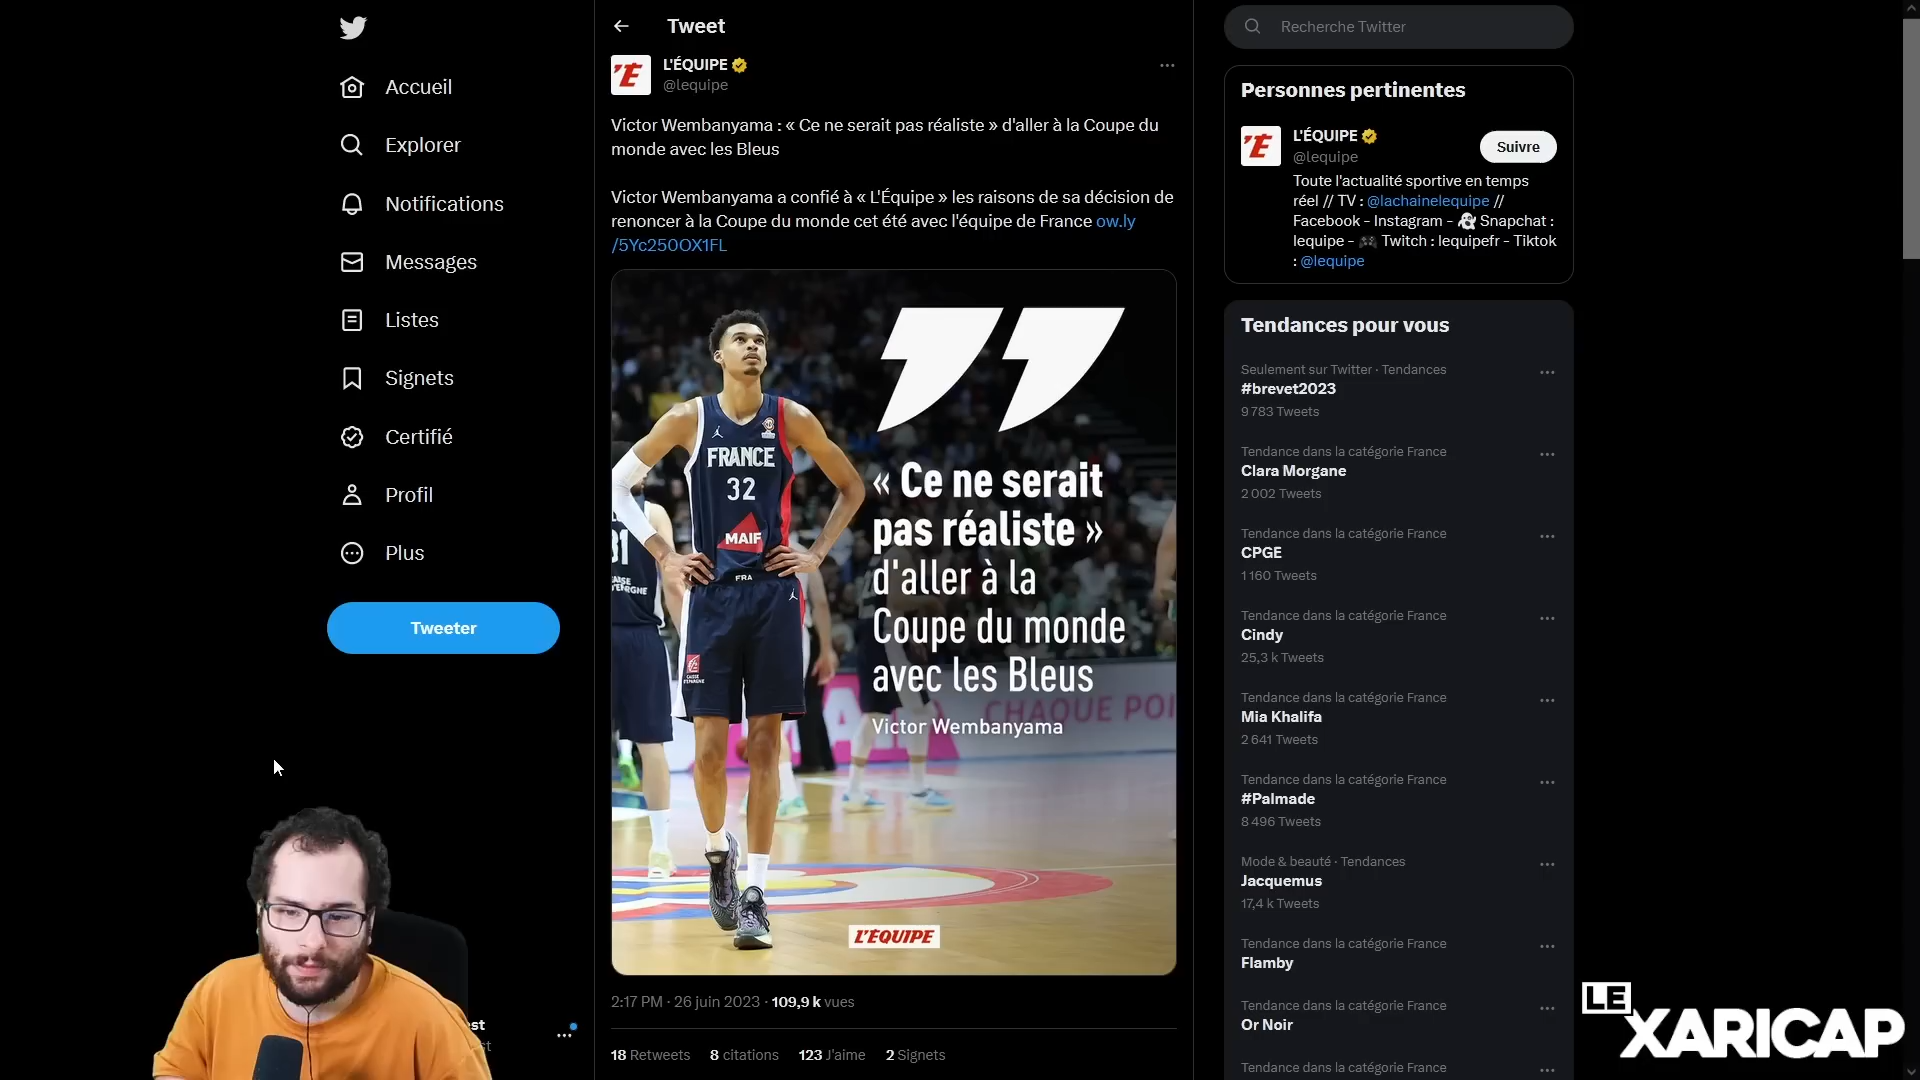 Accueil
Explorer
Notifications
Messages
Listes
Signets
Certifié
Profil
Plus
Tweeter
Tweet
L'ÉQUIPE
@lequipe
Victor Wembanyama : « Ce ne serait pas réaliste » d'aller à la Coupe du
monde avec les Bleus
Victor Wembanyama a confié à « L'Équipe » les raisons de sa décision de
renoncer à la Coupe du monde cet été avec l'équipe de France ow.ly
/5Yc250OX1FL
FRANCE
32
MAIF
FRA
31
CAISSE
D'EPARGNE
CHAQUE POI
« Ce ne serait
pas réaliste »
d'aller à la
Coupe du monde
avec les Bleus
Victor Wembanyama
L'ÉQUIPE
2:17 PM · 26 juin 2023 · 109,9 k vues
18 Retweets 8 citations 123 J'aime 2 Signets
Recherche Twitter
Personnes pertinentes
L'ÉQUIPE
@lequipe
Suivre
Toute l'actualité sportive en temps
réel // TV : @lachainelequipe //
Facebook - Instagram - 👻 Snapchat :
lequipe - 🎮 Twitch : lequipefr - Tiktok
: @lequipe
Tendances pour vous
Seulement sur Twitter · Tendances
#brevet2023
9 783 Tweets
Tendance dans la catégorie France
Clara Morgane
2 002 Tweets
Tendance dans la catégorie France
CPGE
1 160 Tweets
Tendance dans la catégorie France
Cindy
25,3 k Tweets
Tendance dans la catégorie France
Mia Khalifa
2 641 Tweets
Tendance dans la catégorie France
#Palmade
8 496 Tweets
Mode & beauté · Tendances
Jacquemus
17,4 k Tweets
Tendance dans la catégorie France
Flamby
Tendance dans la catégorie France
Or Noir
Tendance dans la catégorie France
LE
XARICAP